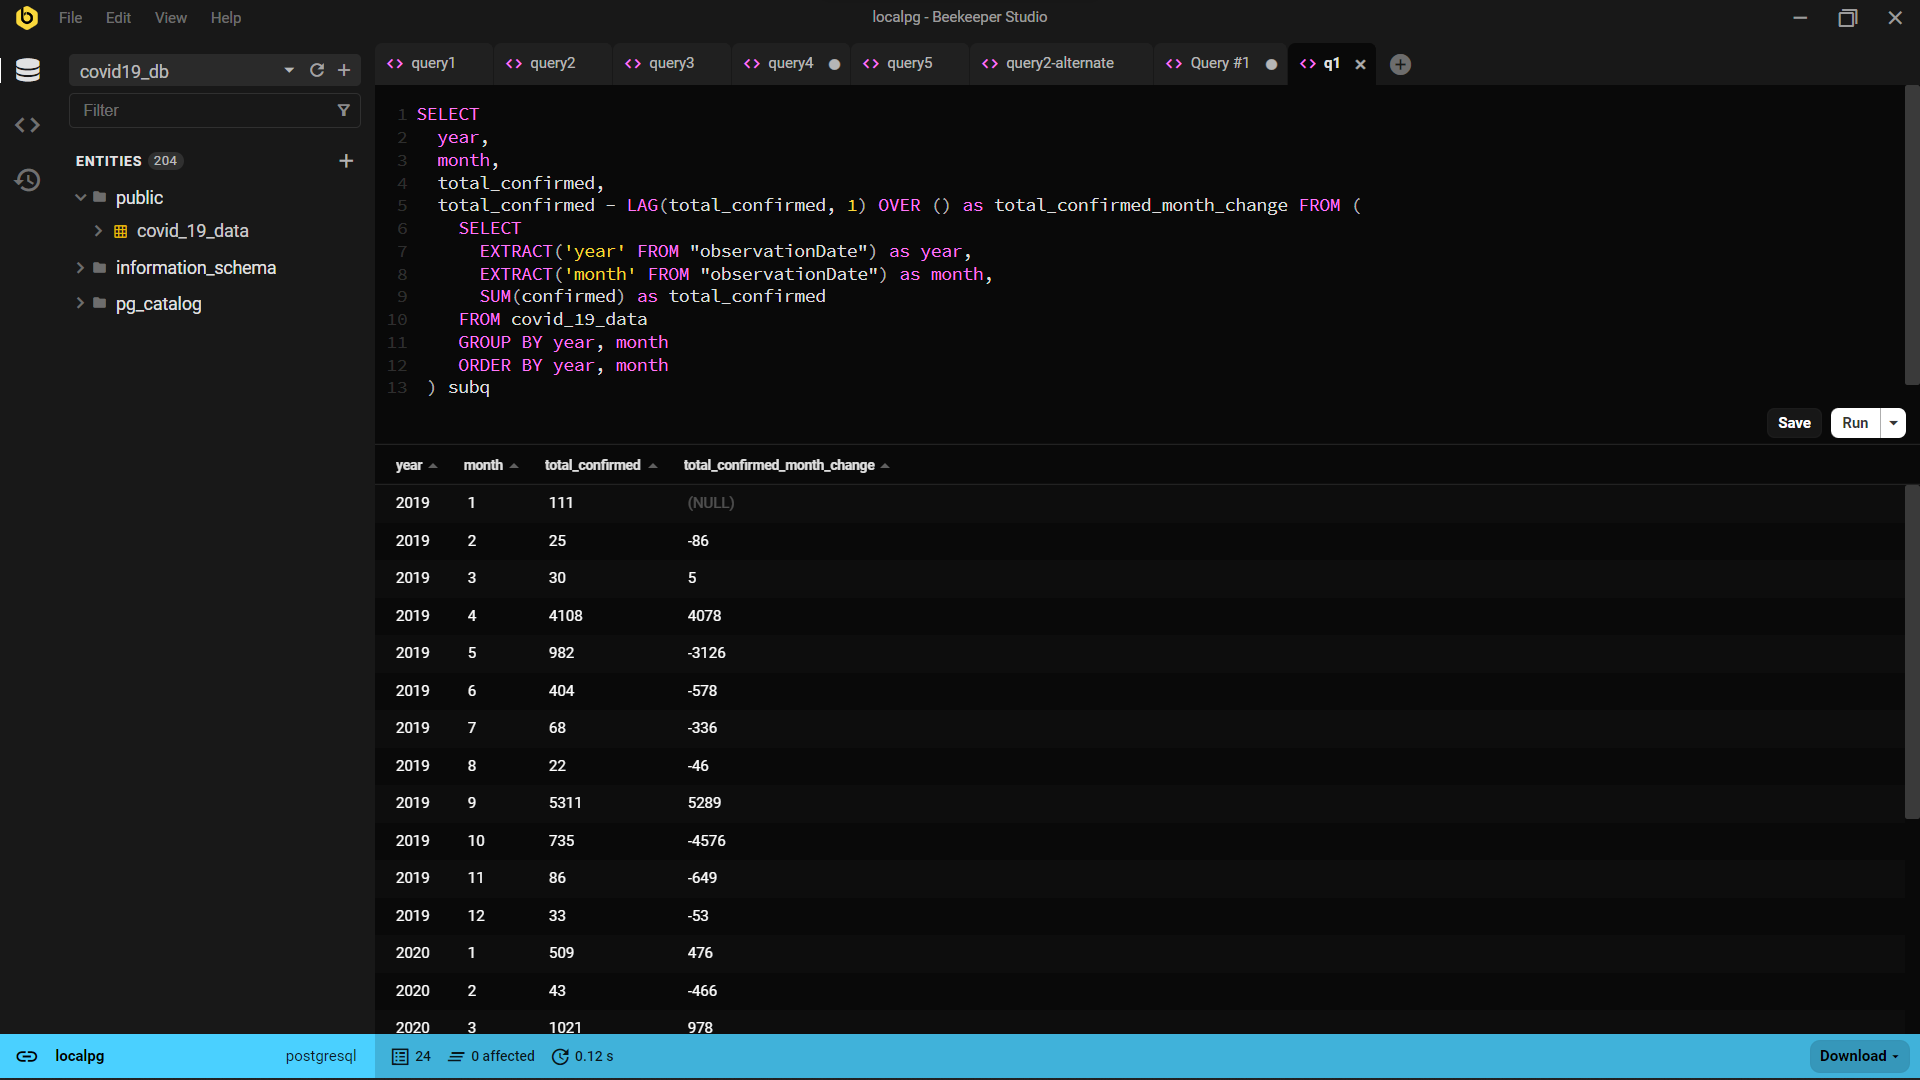 File Edit View Help
localpg - Beekeeper Studio
covid19_db
Filter
ENTITIES 204
public
covid_19_data
information_schema
pg_catalog
query1 query2 query3 query4 query5 query2-alternate Query #1 q1
1 SELECT
2 year,
3 month,
4 total_confirmed,
5 total_confirmed - LAG(total_confirmed, 1) OVER () as total_confirmed_month_change FROM (
6 SELECT
7 EXTRACT('year' FROM "observationDate") as year,
8 EXTRACT('month' FROM "observationDate") as month,
9 SUM(confirmed) as total_confirmed
10 FROM covid_19_data
11 GROUP BY year, month
12 ORDER BY year, month
13 ) subq
Save Run
year month total_confirmed total_confirmed_month_change
2019 1 111 (NULL)
2019 2 25 -86
2019 3 30 5
2019 4 4108 4078
2019 5 982 -3126
2019 6 404 -578
2019 7 68 -336
2019 8 22 -46
2019 9 5311 5289
2019 10 735 -4576
2019 11 86 -649
2019 12 33 -53
2020 1 509 476
2020 2 43 -466
2020 3 1021 978
localpg postgresql 24 0 affected 0.12 s Download